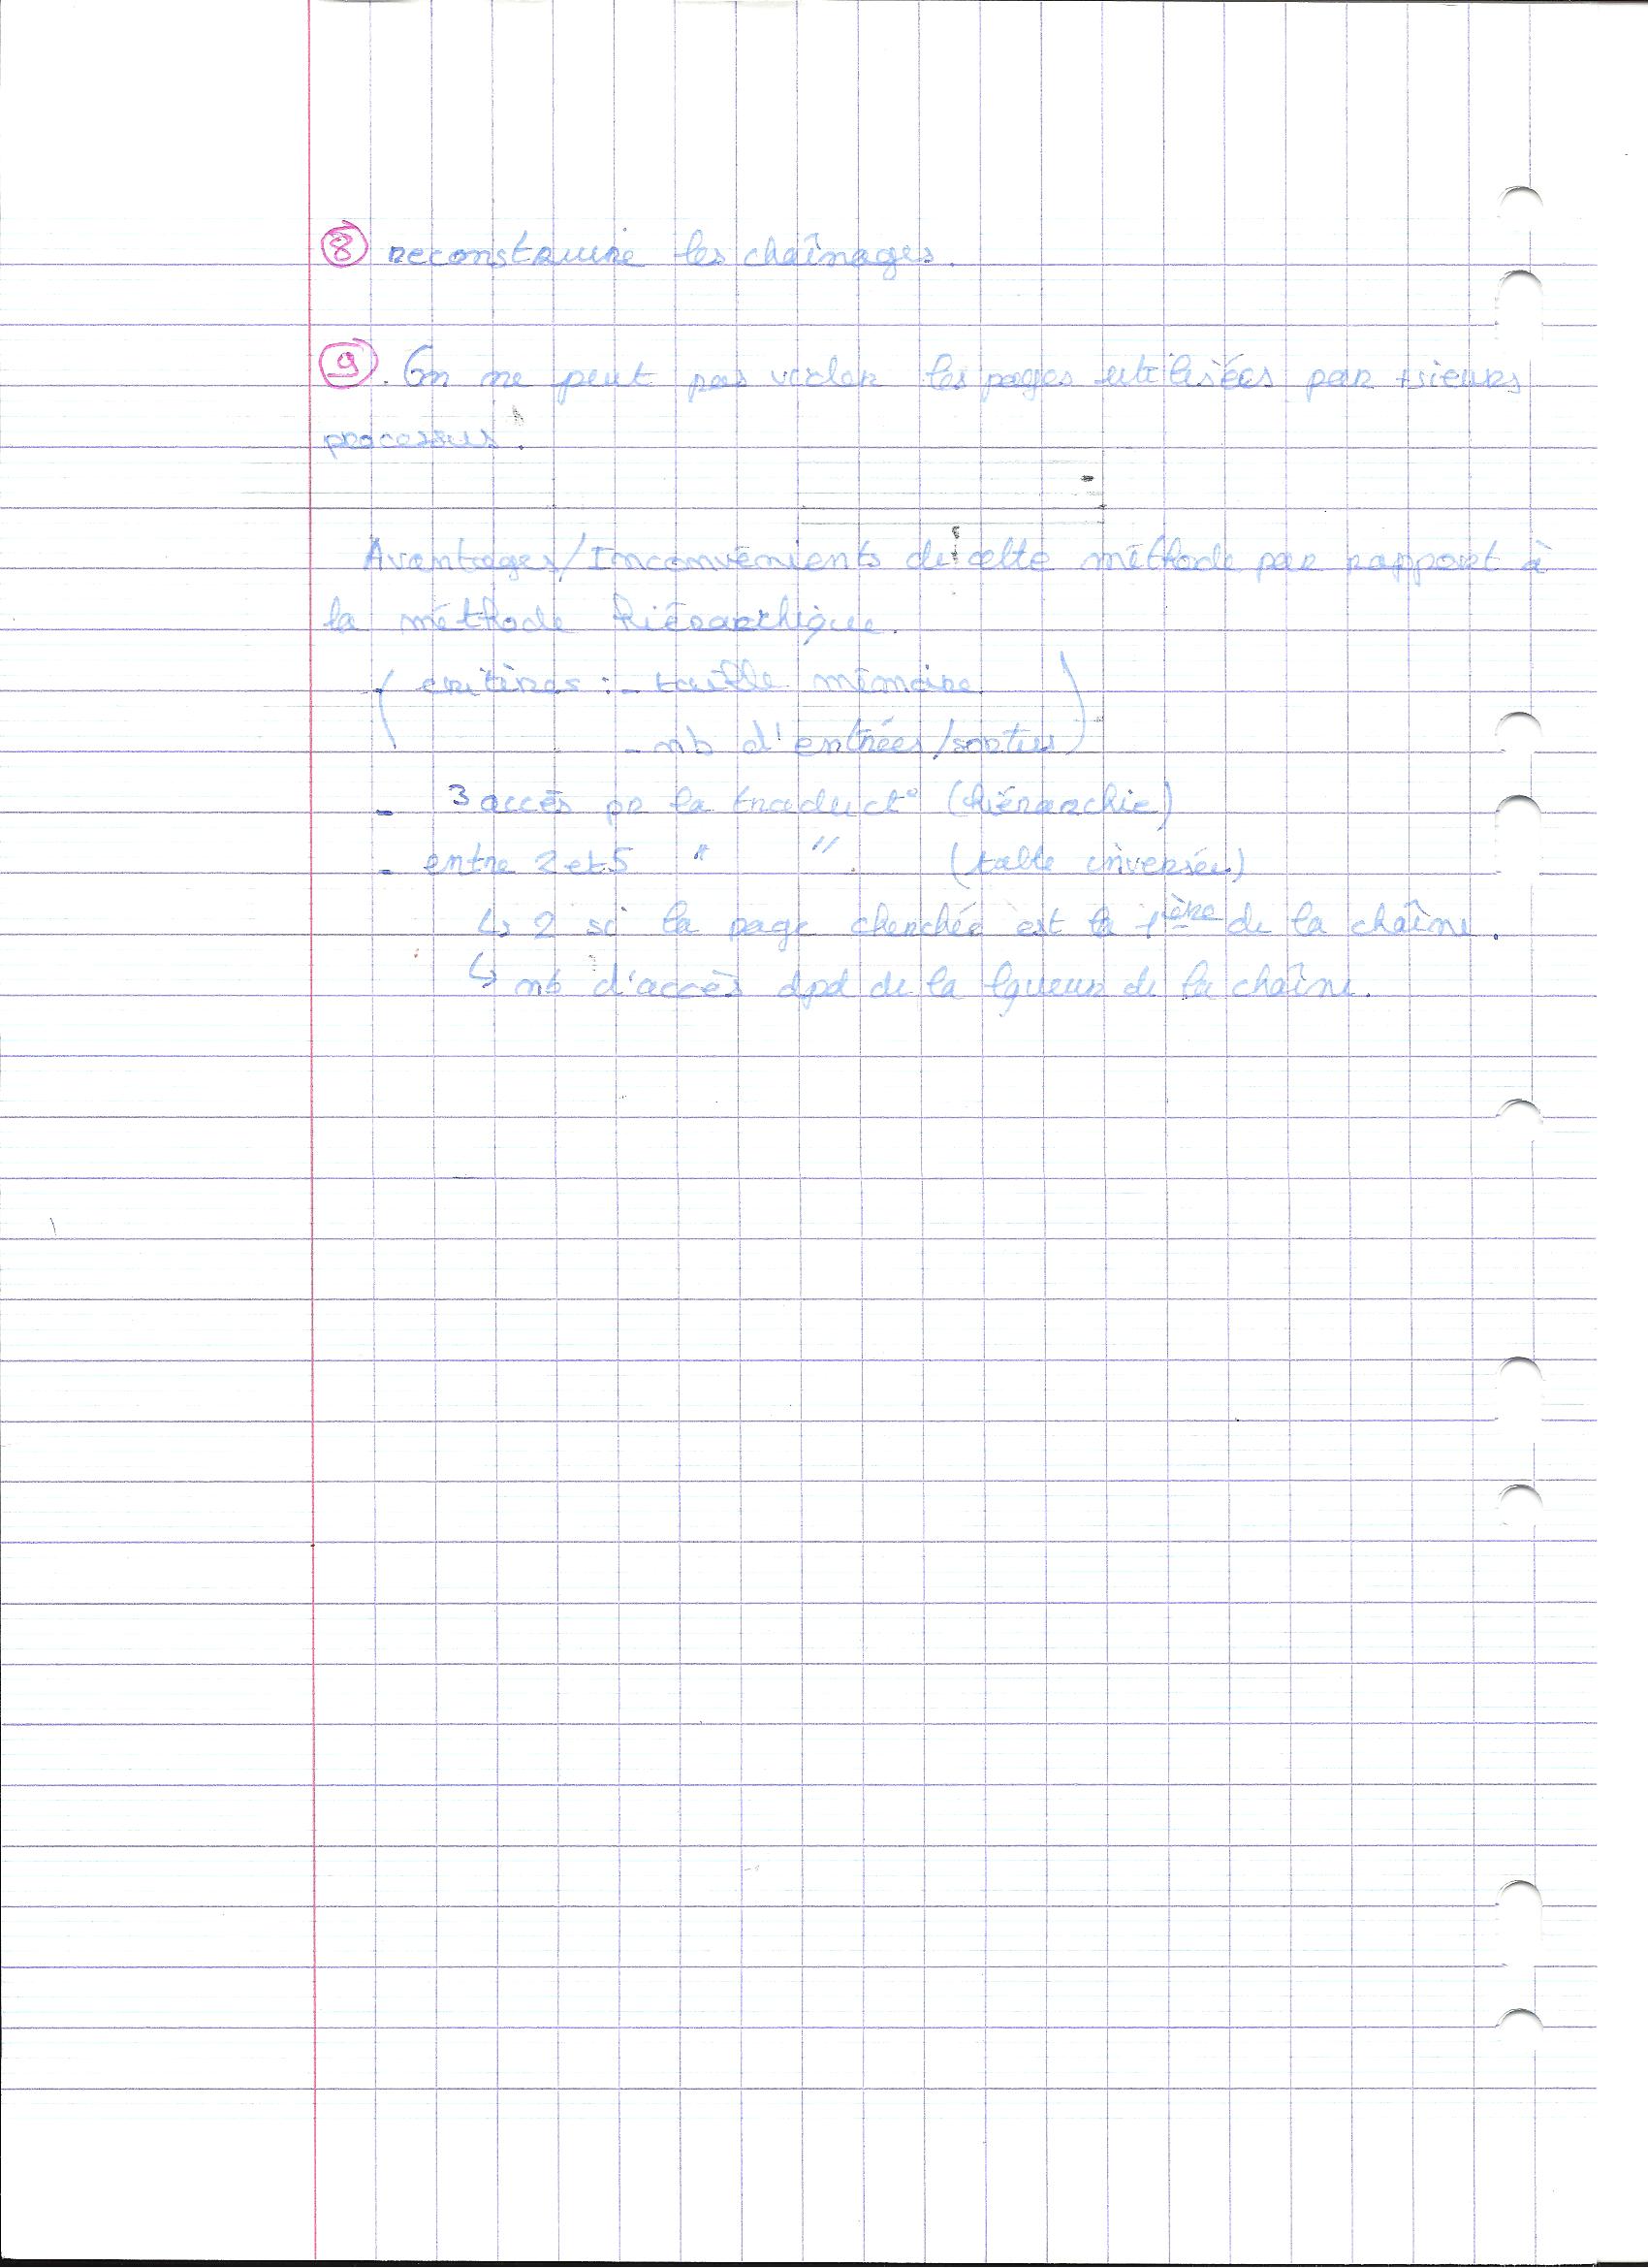 8 reconstruire les chaînages.
9. On ne peut pas vider les pages utilisées par +sieurs
processus.
Avantages/Inconvénients de cette méthode par rapport à
la méthode hiérarchique.
( critères : - taille mémoire
- nb d'entrées/sorties )
- 3 accès pr la traduct° (hiérarchie)
- entre 2 et 5 " " (table inversée)
↳ 2 si la page cherchée est la 1ère de la chaîne.
↳ nb d'accès dpd de la lgueur de la chaîne.